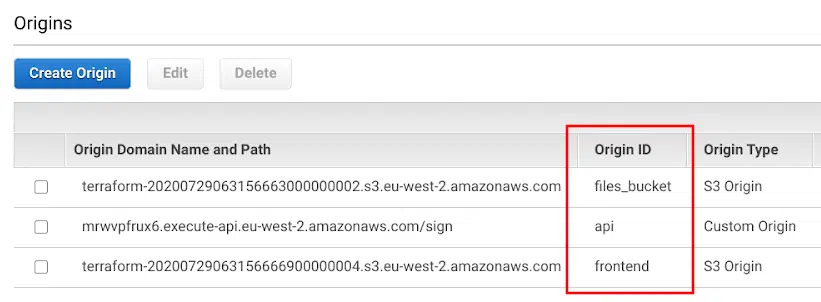 Origins
Create Origin Edit Delete
Origin Domain Name and Path Origin ID Origin Type
terraform-20200729063156663000000002.s3.eu-west-2.amazonaws.com files_bucket S3 Origin
mrwvpfrux6.execute-api.eu-west-2.amazonaws.com/sign api Custom Origin
terraform-20200729063156666900000004.s3.eu-west-2.amazonaws.com frontend S3 Origin